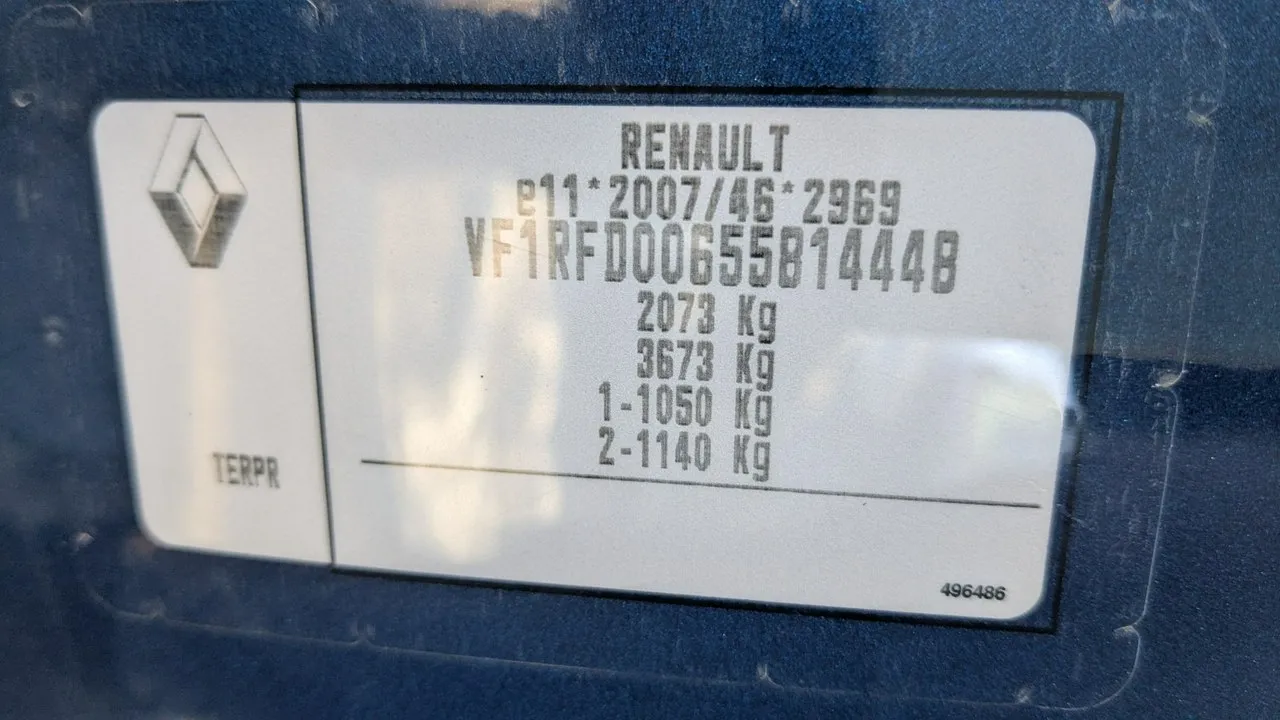 RENAULT
e11*2007/46*2969
VF1RFD00655814448
2073 Kg
3673 Kg
1-1050 Kg
2-1140 Kg
TERPR
496486